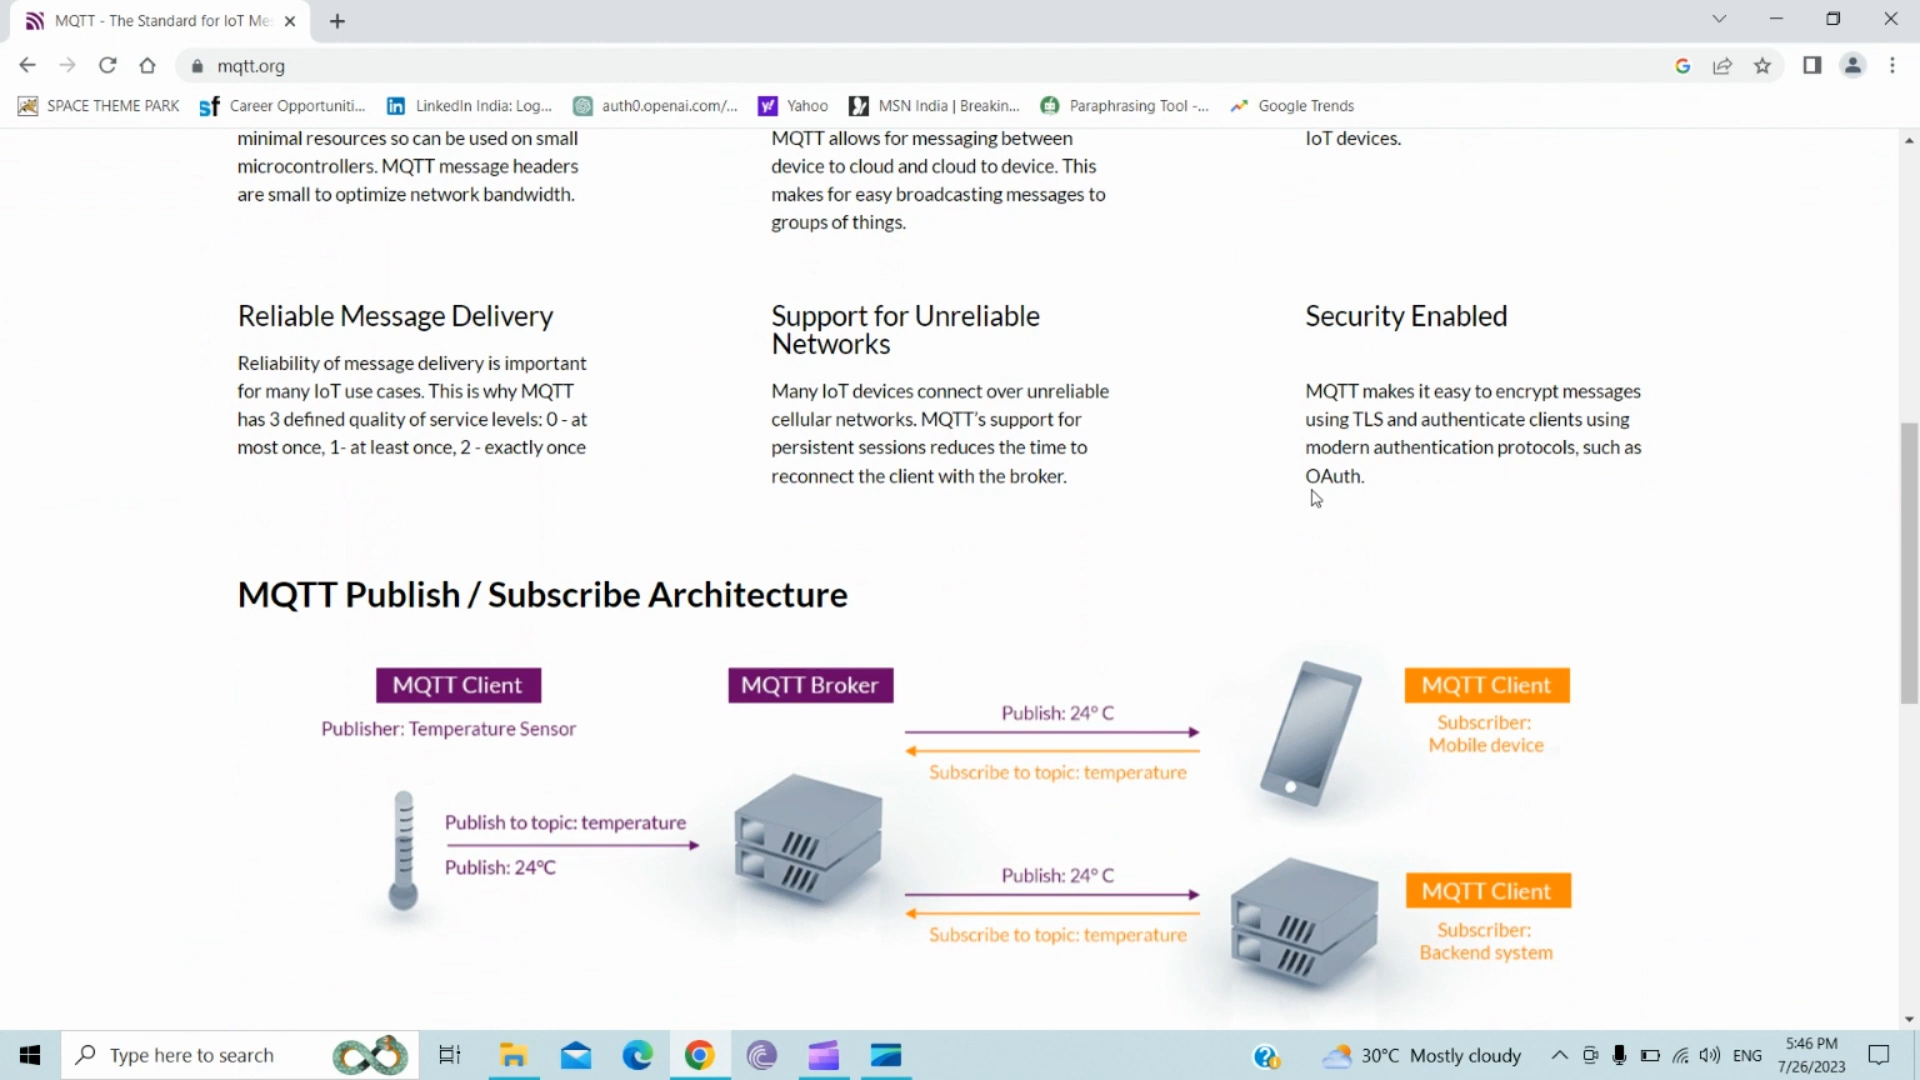 MQTT - The Standard for IoT Me
mqtt.org
SPACE THEME PARK
Career Opportuniti...
LinkedIn India: Log...
auth0.openai.com/...
Yahoo
MSN India | Breakin...
Paraphrasing Tool -...
Google Trends
minimal resources so can be used on small
microcontrollers. MQTT message headers
are small to optimize network bandwidth.
MQTT allows for messaging between
device to cloud and cloud to device. This
makes for easy broadcasting messages to
groups of things.
IoT devices.
Reliable Message Delivery
Reliability of message delivery is important
for many IoT use cases. This is why MQTT
has 3 defined quality of service levels: 0 - at
most once, 1- at least once, 2 - exactly once
Support for Unreliable
Networks
Many IoT devices connect over unreliable
cellular networks. MQTT's support for
persistent sessions reduces the time to
reconnect the client with the broker.
Security Enabled
MQTT makes it easy to encrypt messages
using TLS and authenticate clients using
modern authentication protocols, such as
OAuth.
MQTT Publish / Subscribe Architecture
MQTT Client
Publisher: Temperature Sensor
Publish to topic: temperature
Publish: 24°C
MQTT Broker
Publish: 24° C
Subscribe to topic: temperature
MQTT Client
Subscriber:
Mobile device
Publish: 24° C
Subscribe to topic: temperature
MQTT Client
Subscriber:
Backend system
Type here to search
30°C Mostly cloudy
ENG
5:46 PM
7/26/2023